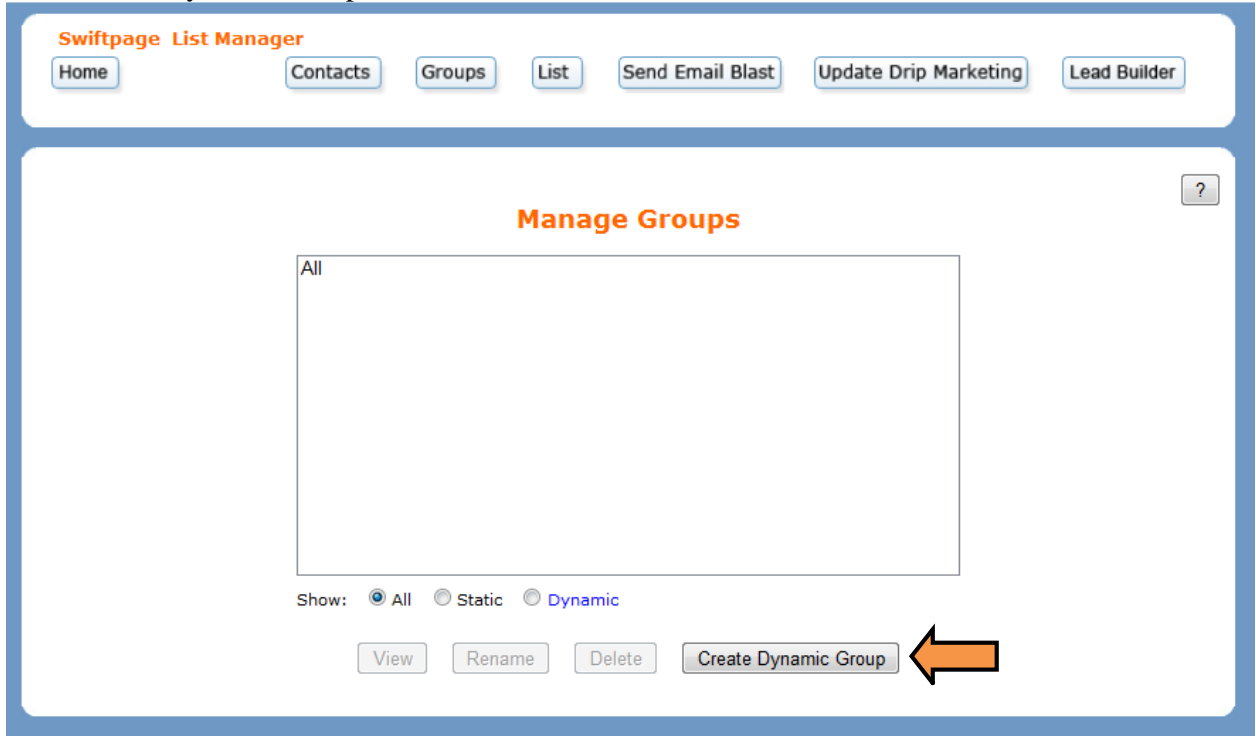 Swiftpage List Manager
Home Contacts Groups List Send Email Blast Update Drip Marketing Lead Builder
?
Manage Groups
All
Show: All Static Dynamic
View Rename Delete Create Dynamic Group